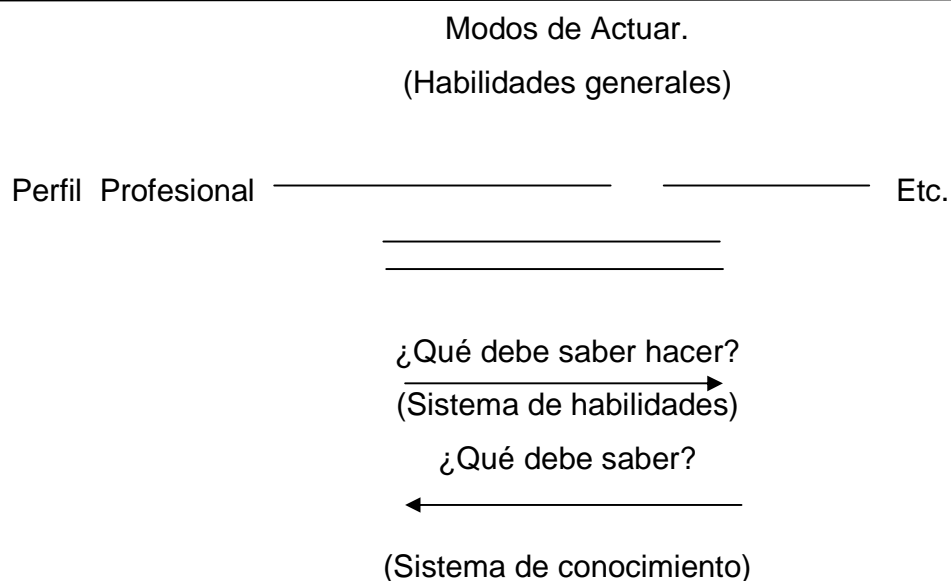 Modos de Actuar.
(Habilidades generales)
Perfil Profesional Etc.
¿Qué debe saber hacer?
(Sistema de habilidades)
¿Qué debe saber?
(Sistema de conocimiento)